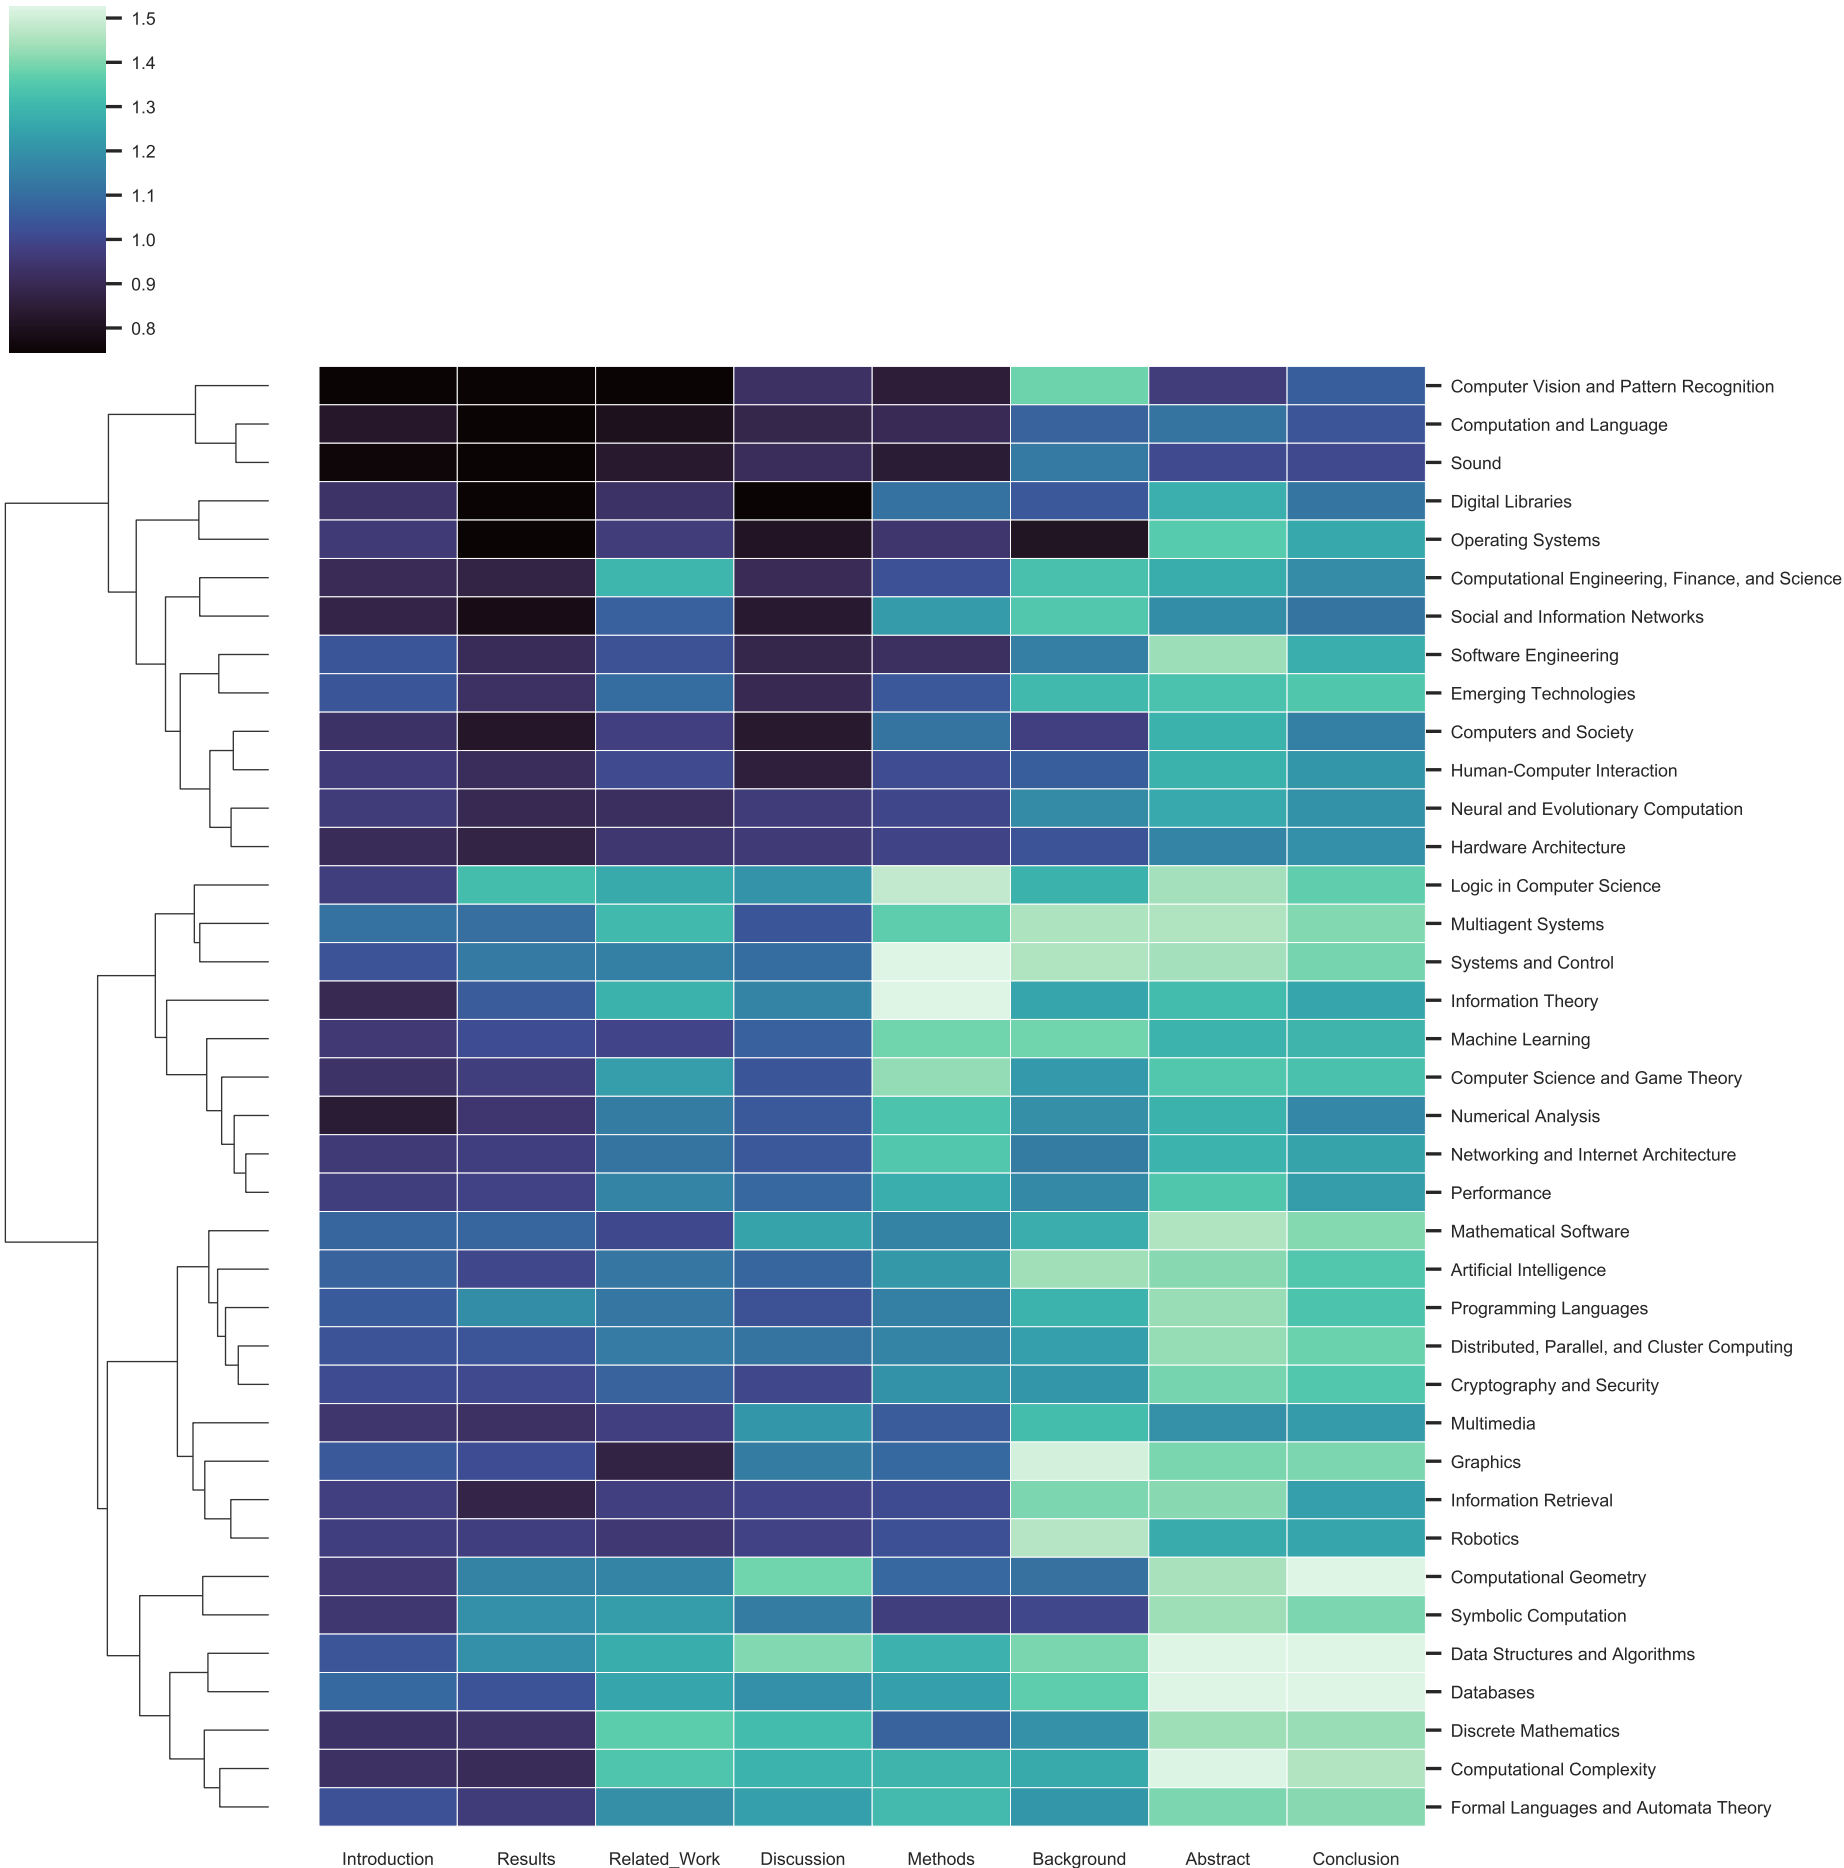 1.5
1.4
1.3
1.2
1.1
1.0
0.9
0.8
Computer Vision and Pattern Recognition
Computation and Language
Sound
Digital Libraries
Operating Systems
Computational Engineering, Finance, and Science
Social and Information Networks
Software Engineering
Emerging Technologies
Computers and Society
Human-Computer Interaction
Neural and Evolutionary Computation
Hardware Architecture
Logic in Computer Science
Multiagent Systems
Systems and Control
Information Theory
Machine Learning
Computer Science and Game Theory
Numerical Analysis
Networking and Internet Architecture
Performance
Mathematical Software
Artificial Intelligence
Programming Languages
Distributed, Parallel, and Cluster Computing
Cryptography and Security
Multimedia
Graphics
Information Retrieval
Robotics
Computational Geometry
Symbolic Computation
Data Structures and Algorithms
Databases
Discrete Mathematics
Computational Complexity
Formal Languages and Automata Theory
Introduction Results Related_Work Discussion Methods Background Abstract Conclusion